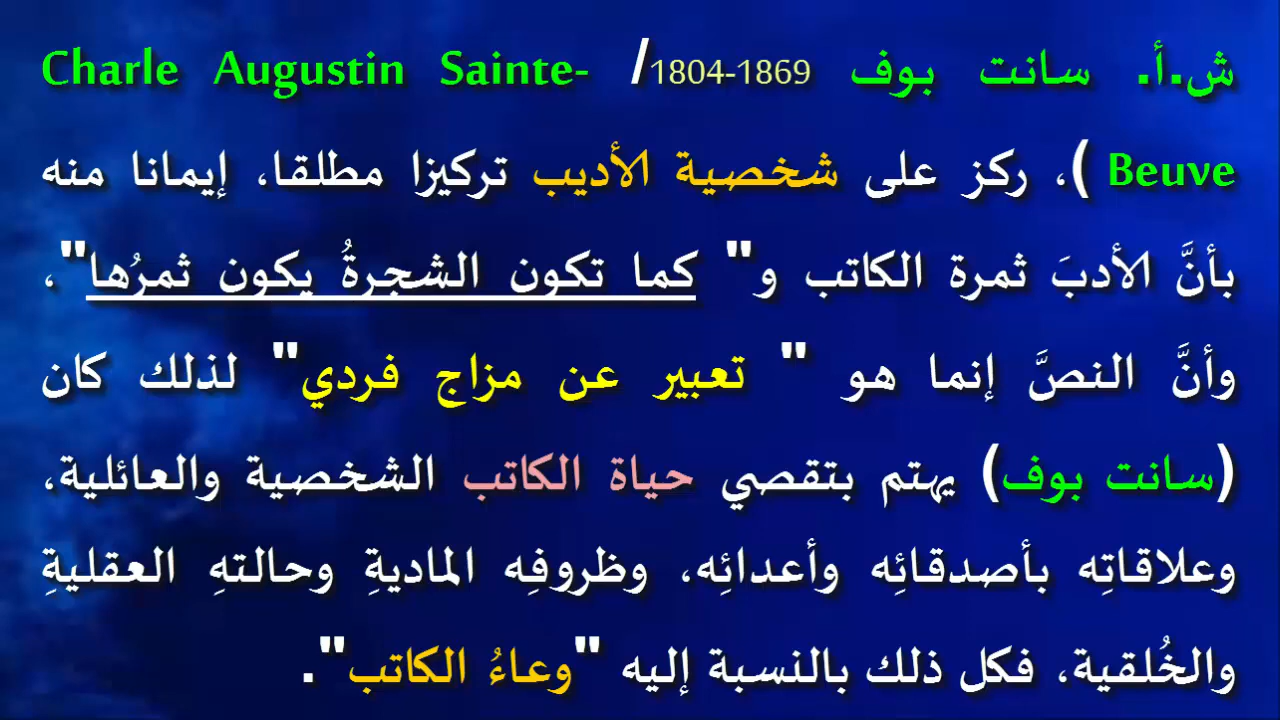 ش.أ. سانت بوف 1804-1869/ Charle Augustin Sainte-
Beuve )، ركز على شخصية الأديب تركيزا مطلقا، إيمانا منه
بأنَّ الأدبَ ثمرة الكاتب و" كما تكون الشجرةُ يكون ثمرُها"،
وأنَّ النصَّ إنما هو " تعبير عن مزاج فردي" لذلك كان
(سانت بوف) يهتم بتقصي حياة الكاتب الشخصية والعائلية،
وعلاقاتِه بأصدقائِه وأعدائِه، وظروفِه الماديةِ وحالتهِ العقليةِ
والخُلقية، فكل ذلك بالنسبة إليه "وعاءُ الكاتب".